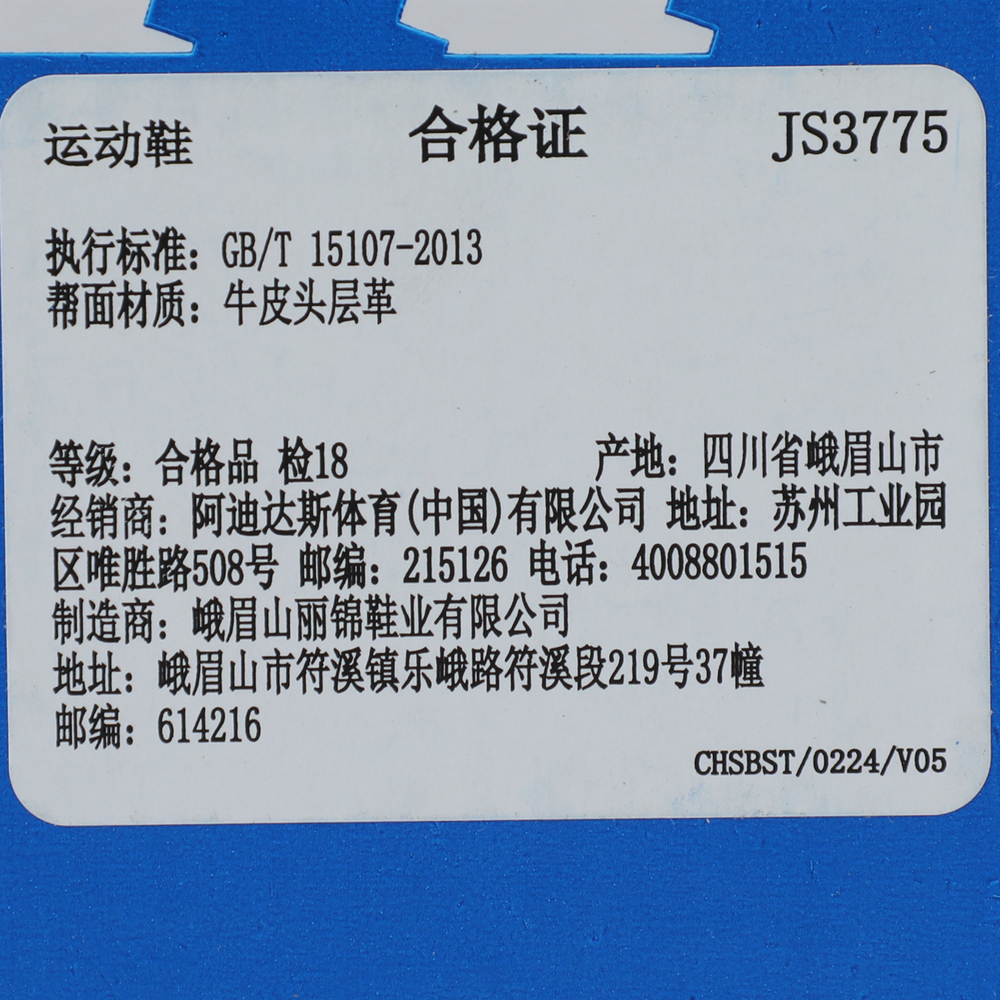 运动鞋 合格证 JS3775
执行标准：GB/T 15107-2013
帮面材质：牛皮头层革
等级：合格品 检18 产地：四川省峨眉山市
经销商：阿迪达斯体育(中国)有限公司 地址：苏州工业园
区唯胜路508号 邮编：215126 电话：4008801515
制造商：峨眉山丽锦鞋业有限公司
地址：峨眉山市符溪镇乐峨路符溪段219号37幢
邮编：614216
CHSBST/0224/V05